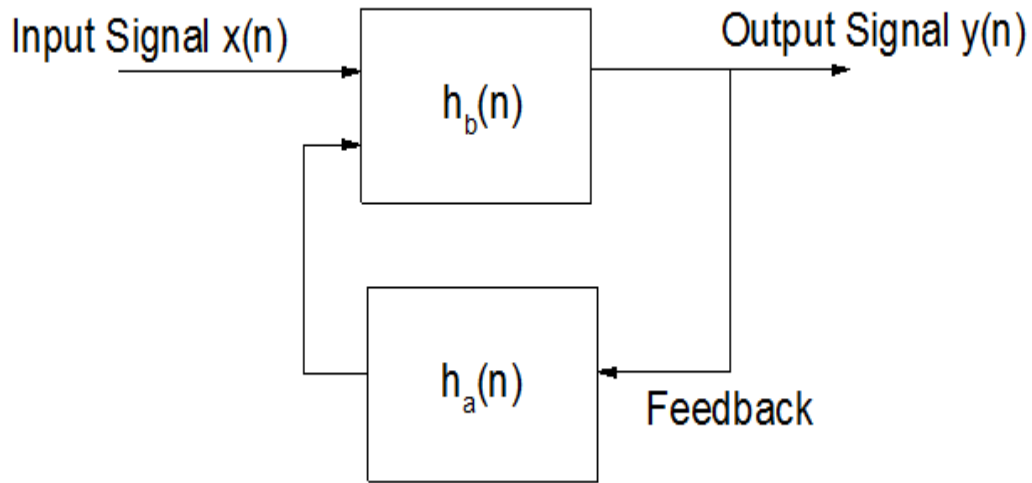 Input Signal x(n)
Output Signal y(n)
h_b(n)
h_a(n)
Feedback